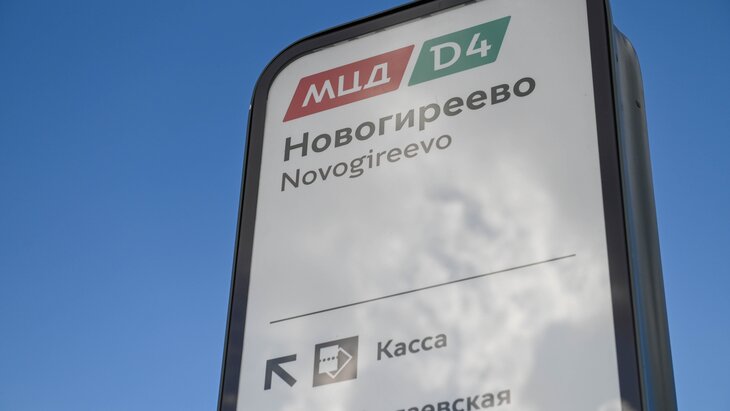 МЦД D4
Новогиреево
Novogireevo
Касса